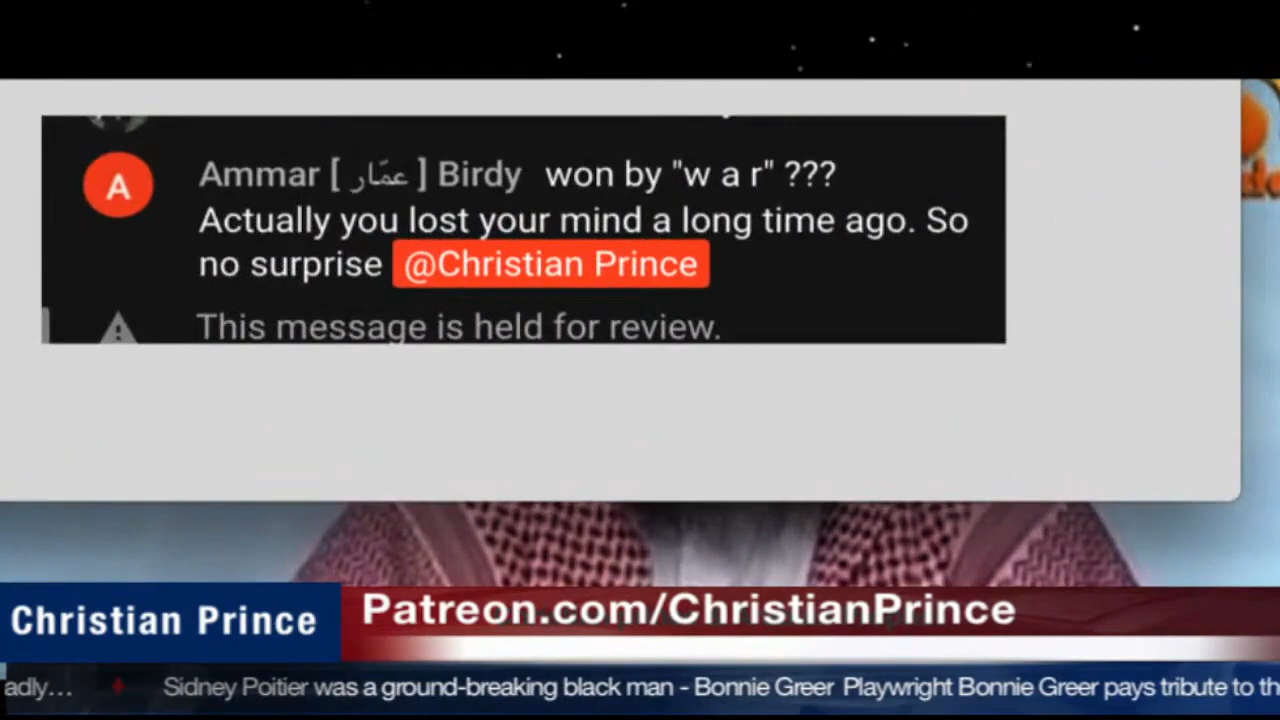 A
Ammar [ عمّار ] Birdy won by "w a r" ???
Actually you lost your mind a long time ago. So
no surprise @Christian Prince
This message is held for review.
Christian Prince
Patreon.com/ChristianPrince
adly... Sidney Poitier was a ground-breaking black man - Bonnie Greer Playwright Bonnie Greer pays tribute to th